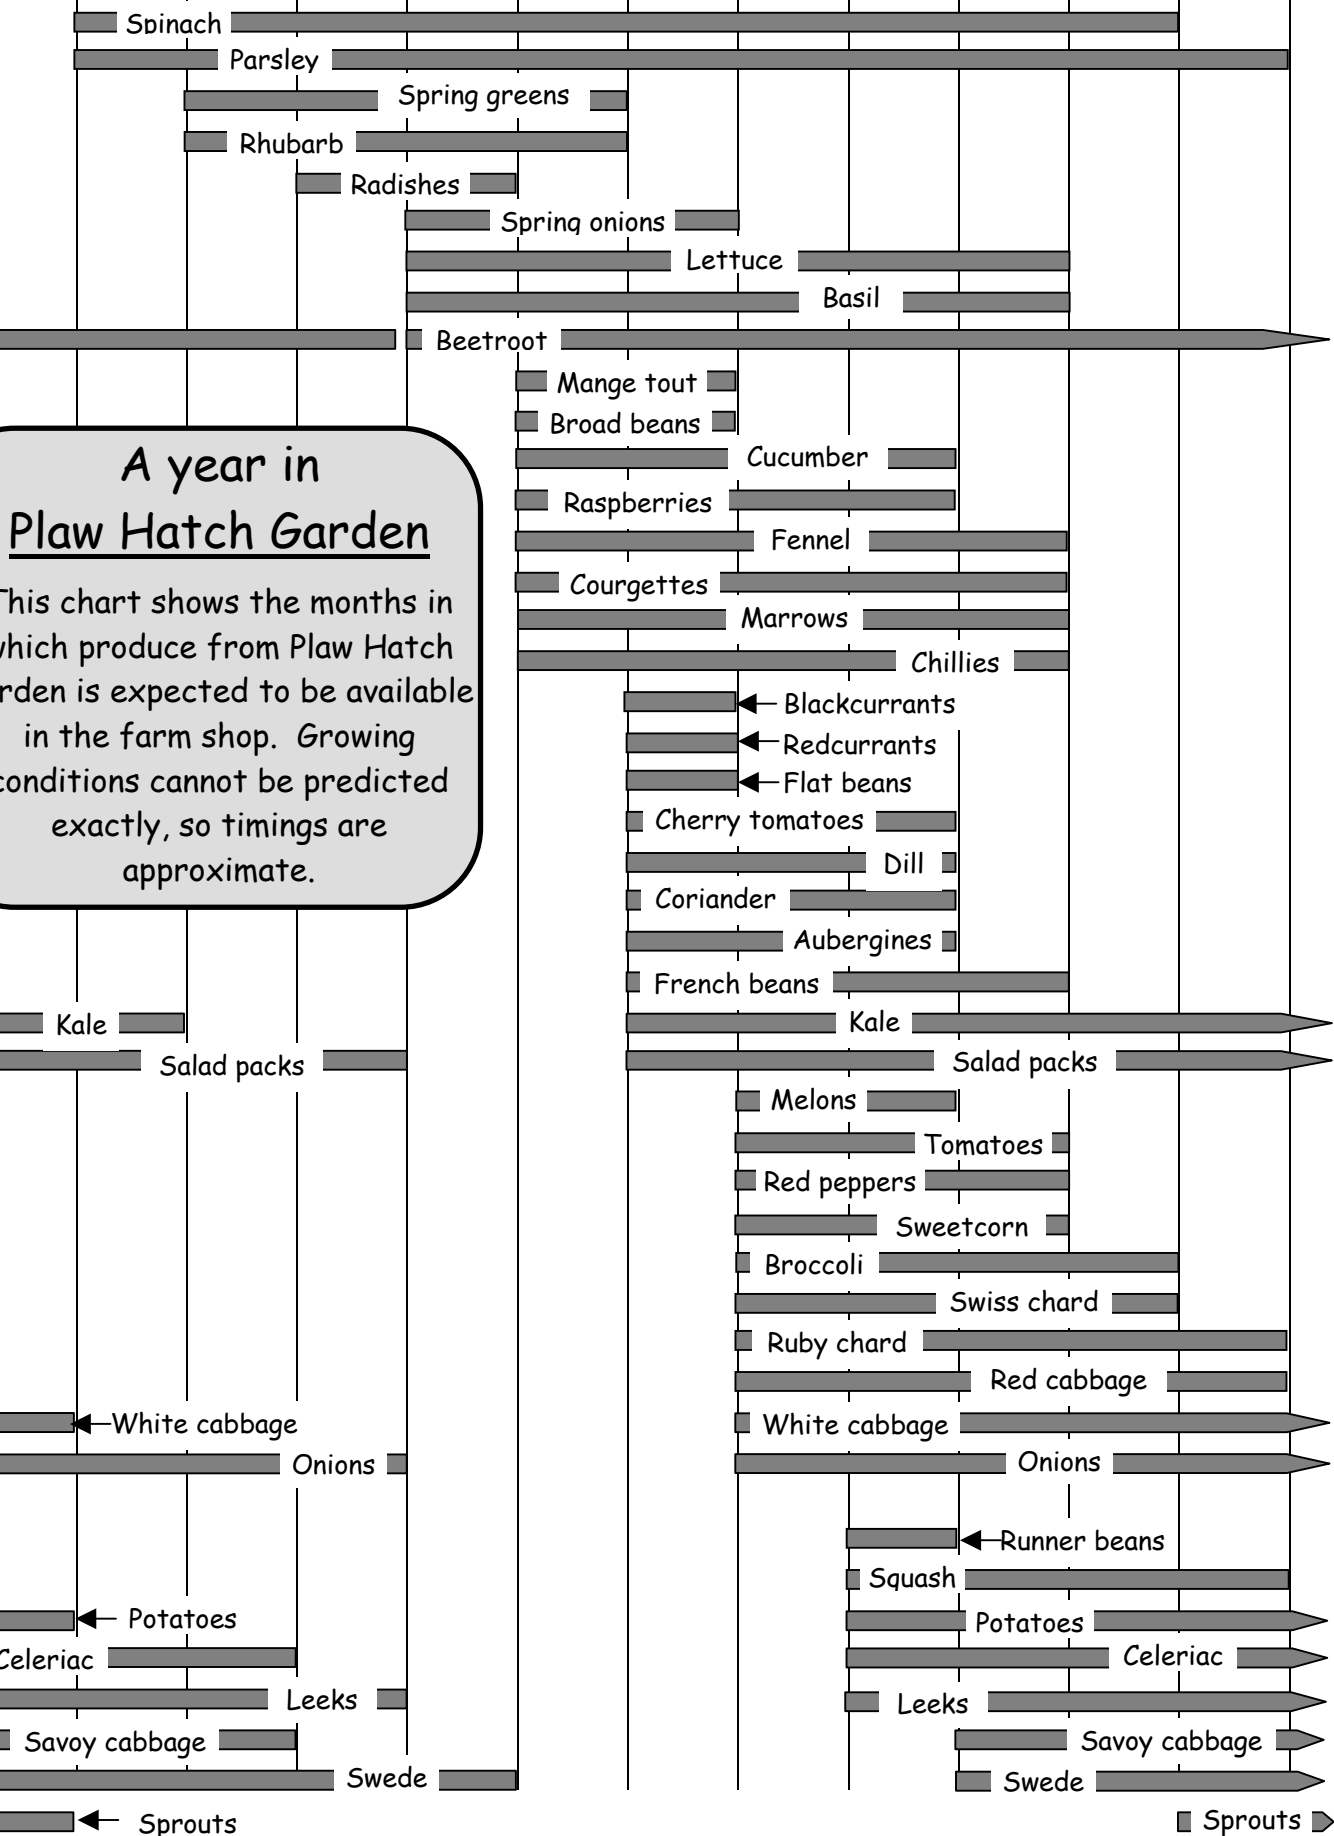 Spinach
Parsley
Spring greens
Rhubarb
Radishes
Spring onions
Lettuce
Basil
Beetroot
Mange tout
Broad beans
Cucumber
Raspberries
Fennel
Courgettes
Marrows
Chillies
A year in
Plaw Hatch Garden
This chart shows the months in
which produce from Plaw Hatch
rden is expected to be available
in the farm shop. Growing
conditions cannot be predicted
exactly, so timings are
approximate.
Blackcurrants
Redcurrants
Flat beans
Cherry tomatoes
Dill
Coriander
Aubergines
French beans
Kale Kale
Salad packs Salad packs
Melons
Tomatoes
Red peppers
Sweetcorn
Broccoli
Swiss chard
Ruby chard
Red cabbage
White cabbage White cabbage
Onions Onions
Runner beans
Squash
Potatoes Potatoes
Celeriac Celeriac
Leeks Leeks
Savoy cabbage Savoy cabbage
Swede Swede
Sprouts Sprouts